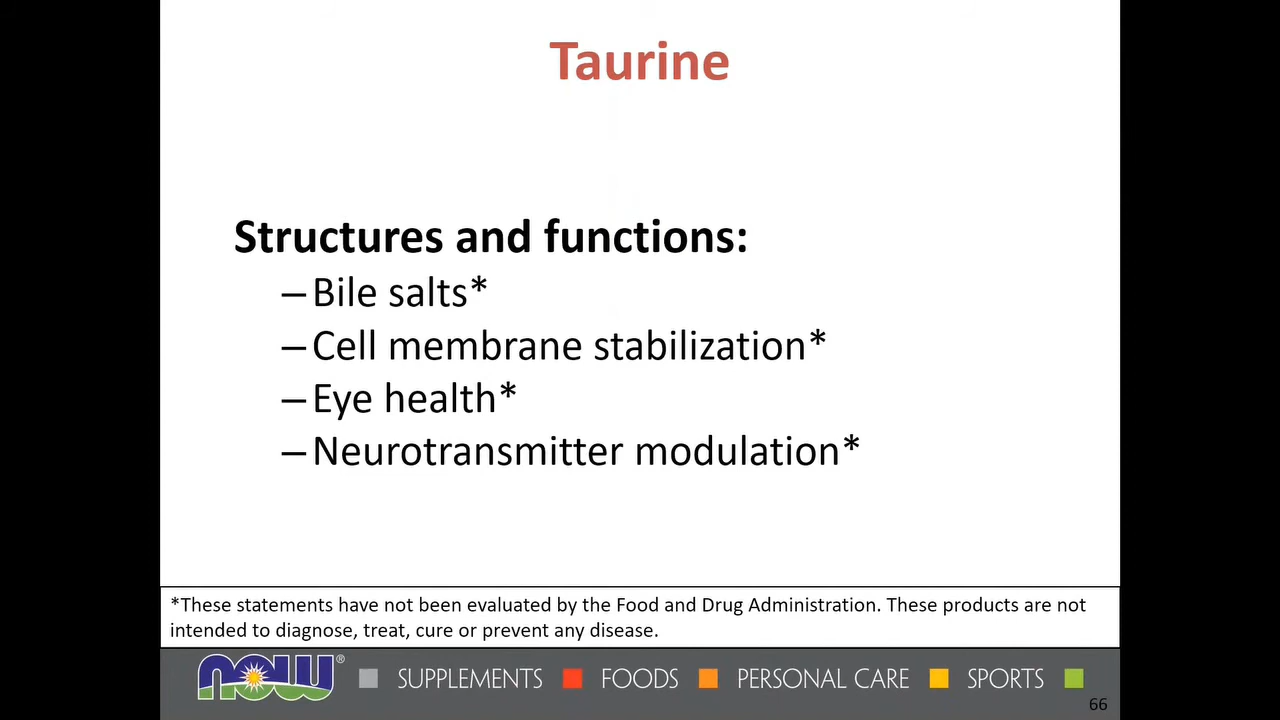 Taurine
Structures and functions:
–Bile salts*
–Cell membrane stabilization*
–Eye health*
–Neurotransmitter modulation*
*These statements have not been evaluated by the Food and Drug Administration. These products are not
intended to diagnose, treat, cure or prevent any disease.
now® SUPPLEMENTS FOODS PERSONAL CARE SPORTS
66